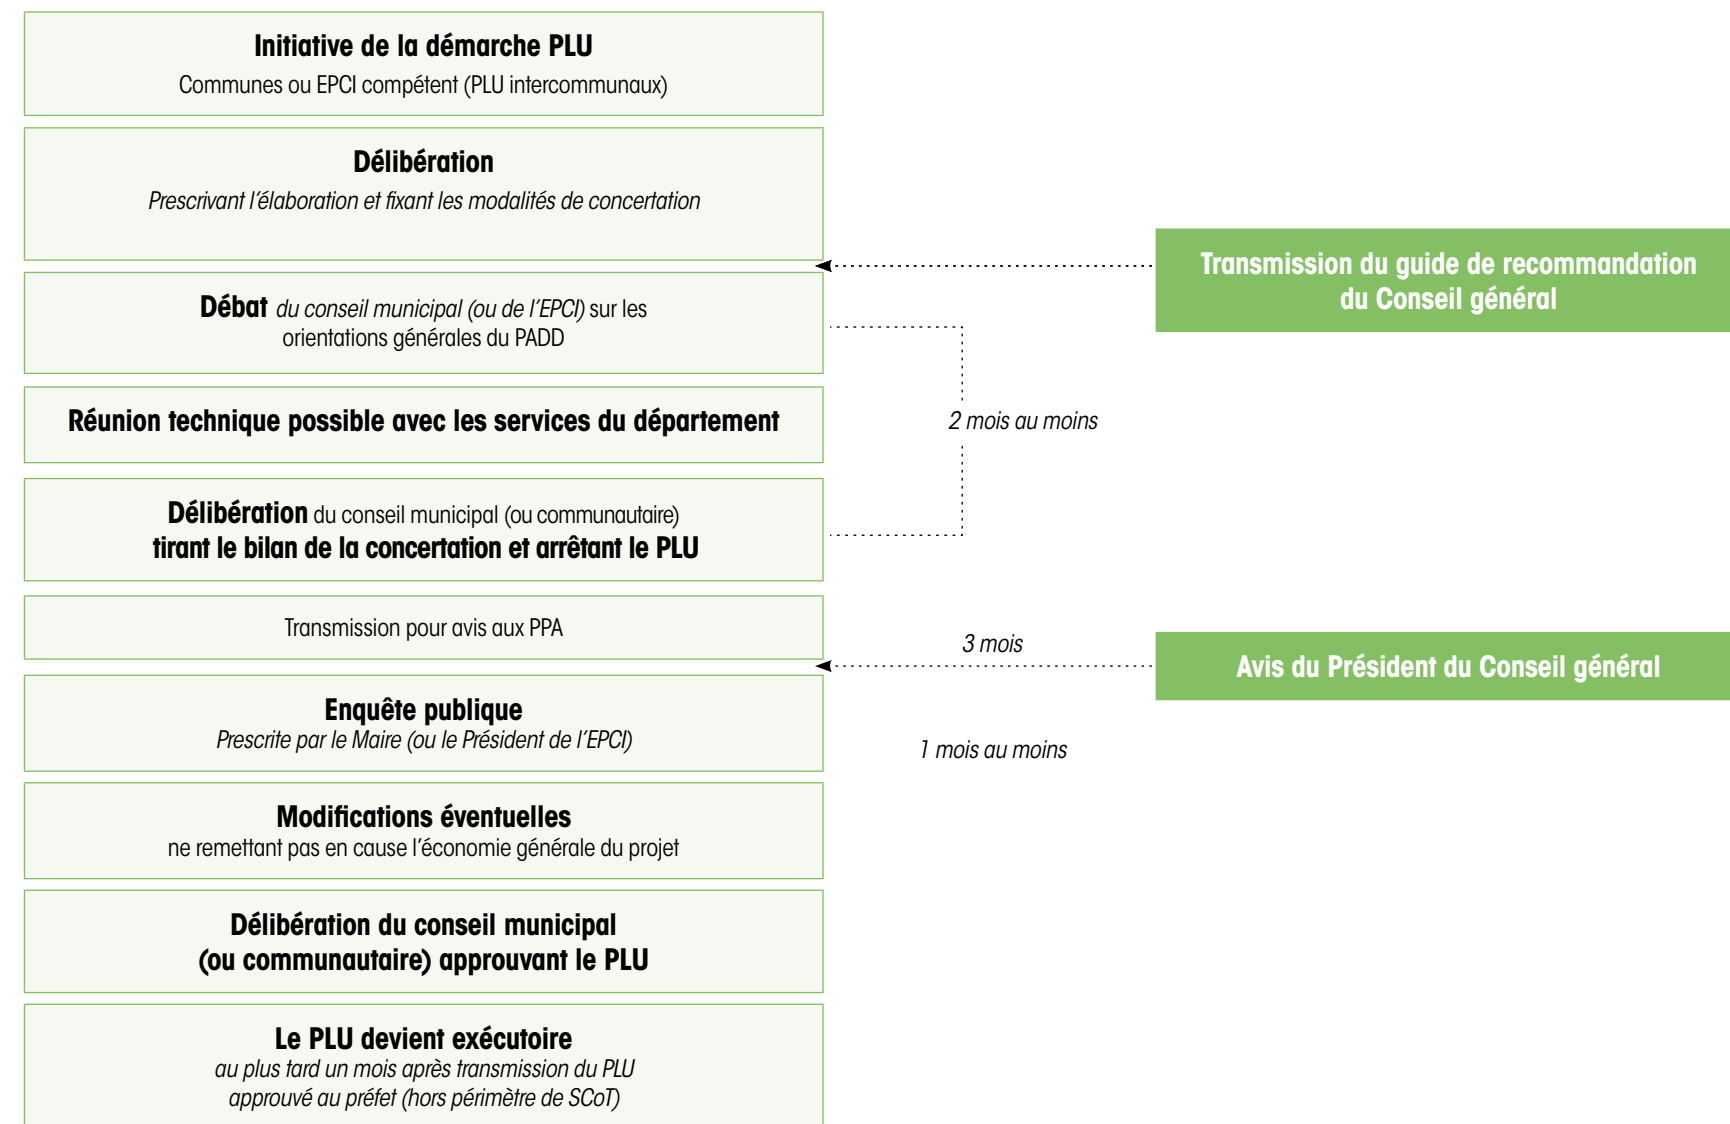 Initiative de la démarche PLU
Communes ou EPCI compétent (PLU intercommunaux)
Délibération
Prescrivant l’élaboration et fixant les modalités de concertation
Transmission du guide de recommandation
du Conseil général
Débat du conseil municipal (ou de l’EPCI) sur les
orientations générales du PADD
Réunion technique possible avec les services du département
2 mois au moins
Délibération du conseil municipal (ou communautaire)
tirant le bilan de la concertation et arrêtant le PLU
Transmission pour avis aux PPA
3 mois
Avis du Président du Conseil général
Enquête publique
Prescrite par le Maire (ou le Président de l’EPCI)
1 mois au moins
Modifications éventuelles
ne remettant pas en cause l’économie générale du projet
Délibération du conseil municipal
(ou communautaire) approuvant le PLU
Le PLU devient exécutoire
au plus tard un mois après transmission du PLU
approuvé au préfet (hors périmètre de SCoT)